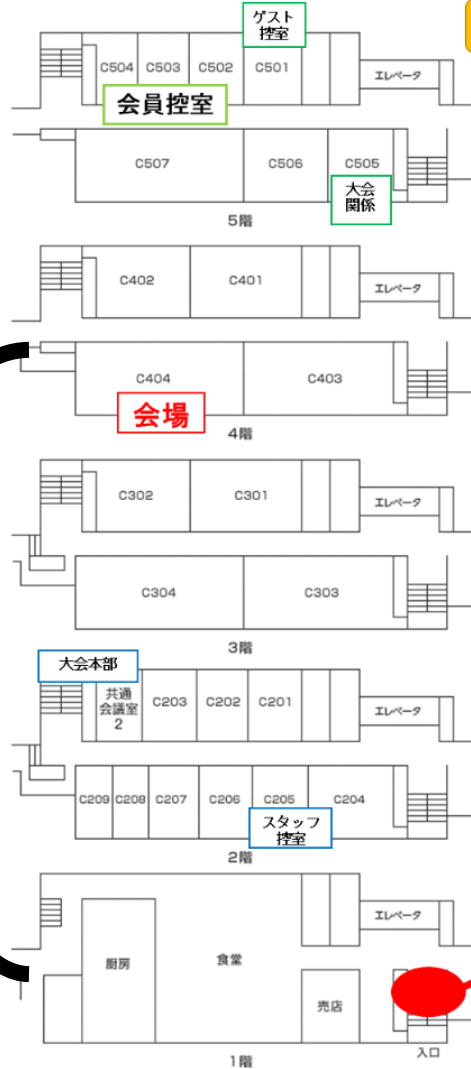 ゲスト
控室
C504
C503
C502
C501
エレベータ
会員控室
C507
C506
C505
大会
関係
5階
C402
C401
エレベータ
C404
C403
会場
4階
C302
C301
エレベータ
C304
C303
3階
大会本部
共通
会議室
2
C203
C202
C201
エレベータ
C209
C208
C207
C206
C205
C204
スタッフ
控室
2階
エレベータ
厨房
食堂
売店
入口
1階